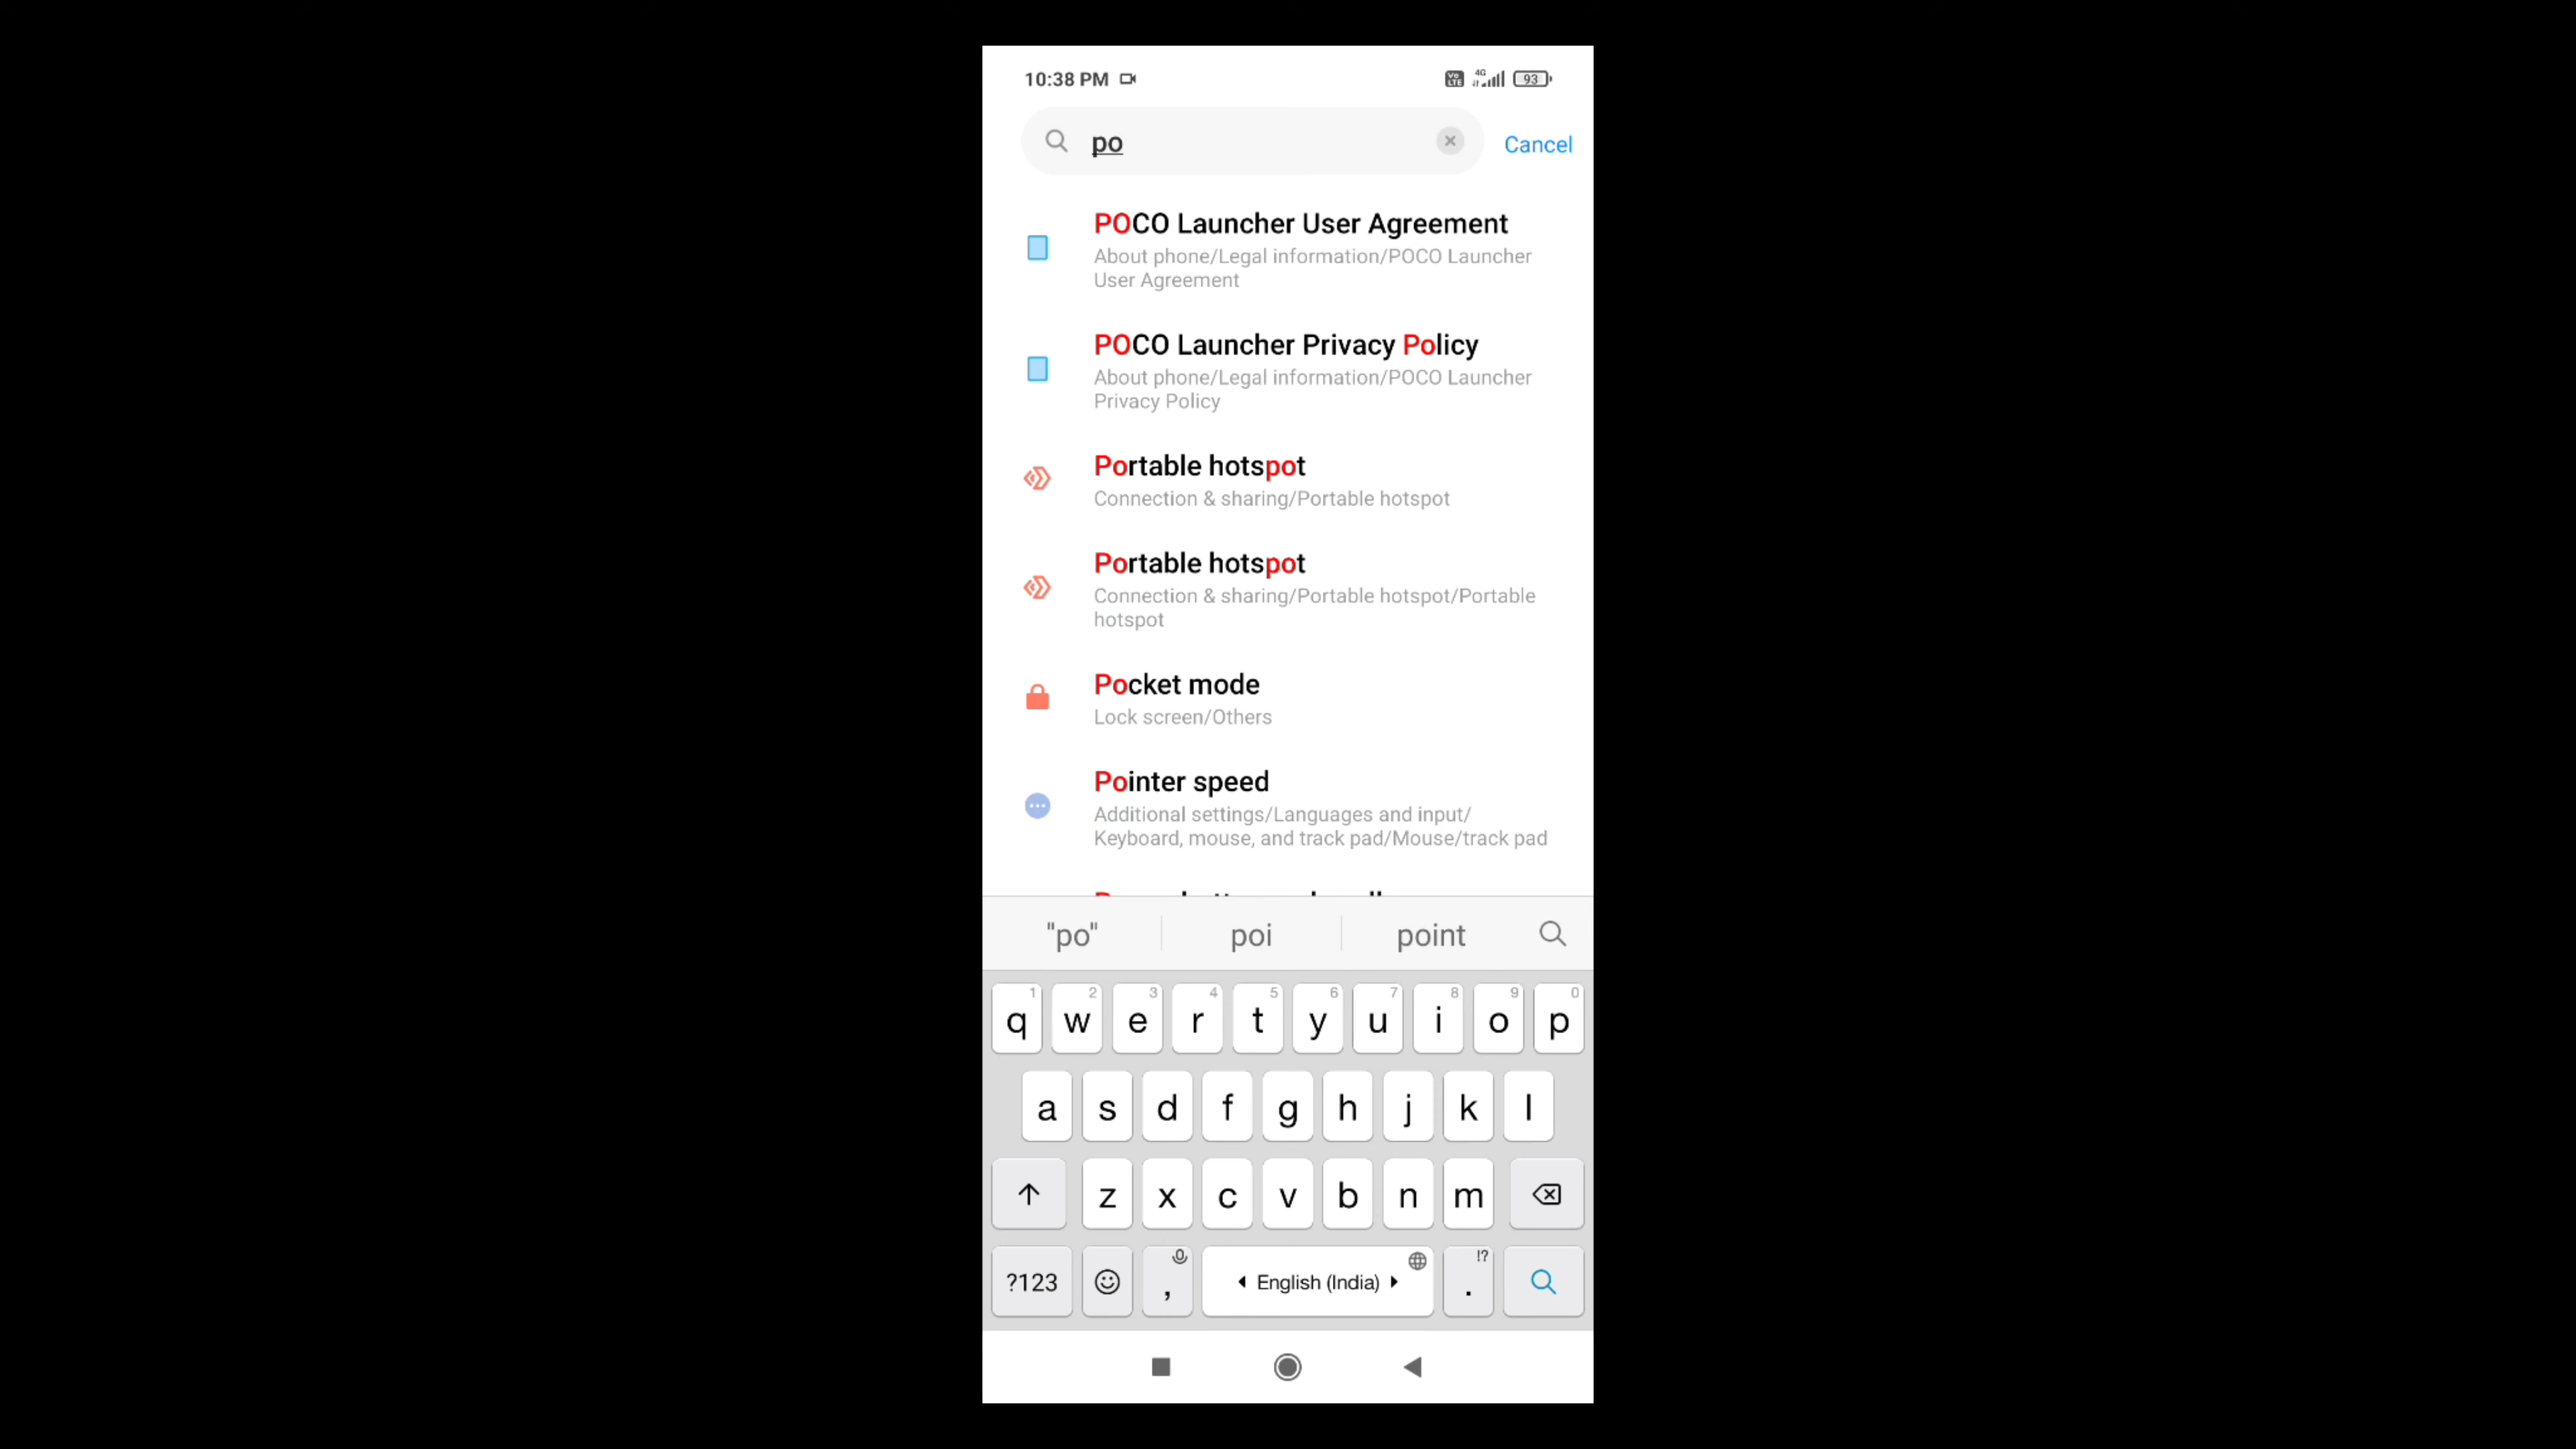 10:38 PM
Vo LTE 4G 93
po
Cancel
POCO Launcher User Agreement
About phone/Legal information/POCO Launcher
User Agreement
POCO Launcher Privacy Policy
About phone/Legal information/POCO Launcher
Privacy Policy
Portable hotspot
Connection & sharing/Portable hotspot
Portable hotspot
Connection & sharing/Portable hotspot/Portable
hotspot
Pocket mode
Lock screen/Others
Pointer speed
Additional settings/Languages and input/
Keyboard, mouse, and track pad/Mouse/track pad
"po" poi point
1 2 3 4 5 6 7 8 9 0
q w e r t y u i o p
a s d f g h j k l
z x c v b n m
!?
?123 , English (India) .